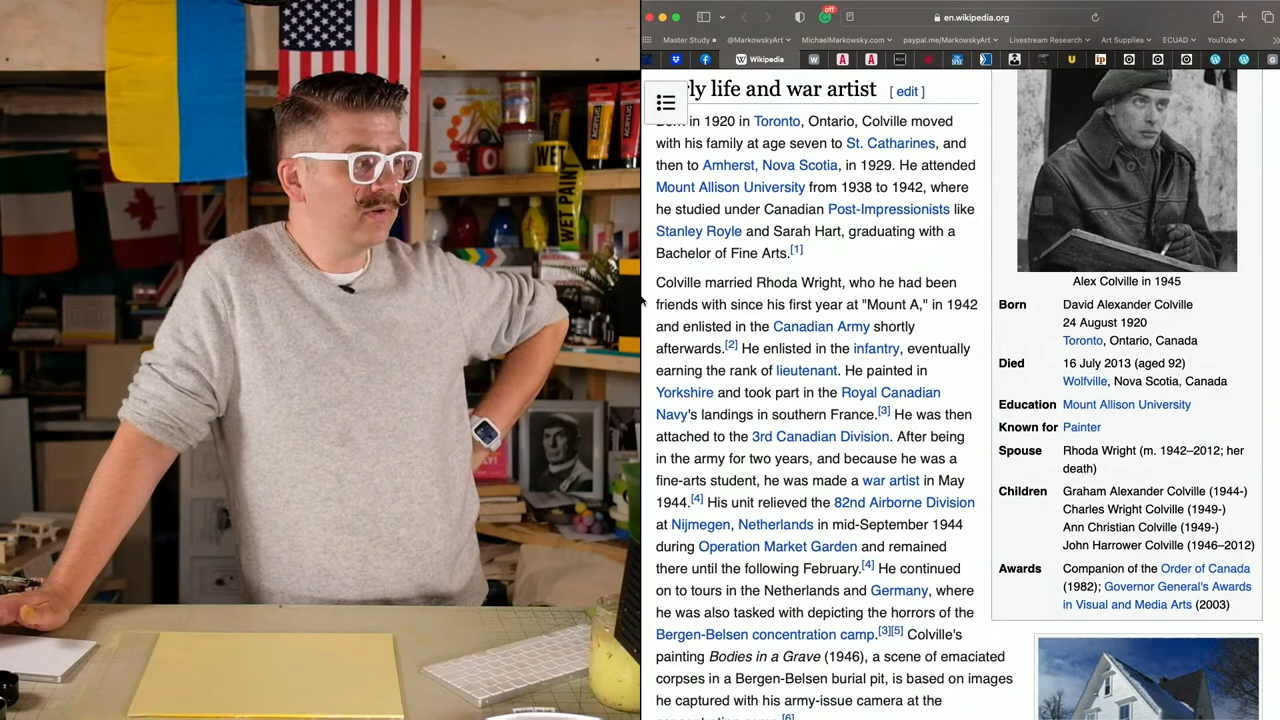 WET
PAINT
WET PAINT
ACRYLIC
ACRYLIC
off
en.wikipedia.org
Master Study
@MarkowskyArt
MichaelMarkowsky.com
paypal.me/MarkowskyArt
Livestream Research
Art Supplies
ECUAD
YouTube
Wikipedia
ly life and war artist [ edit ]
in 1920 in Toronto, Ontario, Colville moved
with his family at age seven to St. Catharines, and
then to Amherst, Nova Scotia, in 1929. He attended
Mount Allison University from 1938 to 1942, where
he studied under Canadian Post-Impressionists like
Stanley Royle and Sarah Hart, graduating with a
Bachelor of Fine Arts.[1]
Colville married Rhoda Wright, who he had been
friends with since his first year at "Mount A," in 1942
and enlisted in the Canadian Army shortly
afterwards.[2] He enlisted in the infantry, eventually
earning the rank of lieutenant. He painted in
Yorkshire and took part in the Royal Canadian
Navy's landings in southern France.[3] He was then
attached to the 3rd Canadian Division. After being
in the army for two years, and because he was a
fine-arts student, he was made a war artist in May
1944.[4] His unit relieved the 82nd Airborne Division
at Nijmegen, Netherlands in mid-September 1944
during Operation Market Garden and remained
there until the following February.[4] He continued
on to tours in the Netherlands and Germany, where
he was also tasked with depicting the horrors of the
Bergen-Belsen concentration camp.[3][5] Colville's
painting Bodies in a Grave (1946), a scene of emaciated
corpses in a Bergen-Belsen burial pit, is based on images
he captured with his army-issue camera at the
concentration camp.[6]
Alex Colville in 1945
Born David Alexander Colville
24 August 1920
Toronto, Ontario, Canada
Died 16 July 2013 (aged 92)
Wolfville, Nova Scotia, Canada
Education Mount Allison University
Known for Painter
Spouse Rhoda Wright (m. 1942–2012; her
death)
Children Graham Alexander Colville (1944-)
Charles Wright Colville (1949-)
Ann Christian Colville (1949-)
John Harrower Colville (1946–2012)
Awards Companion of the Order of Canada
(1982); Governor General's Awards
in Visual and Media Arts (2003)